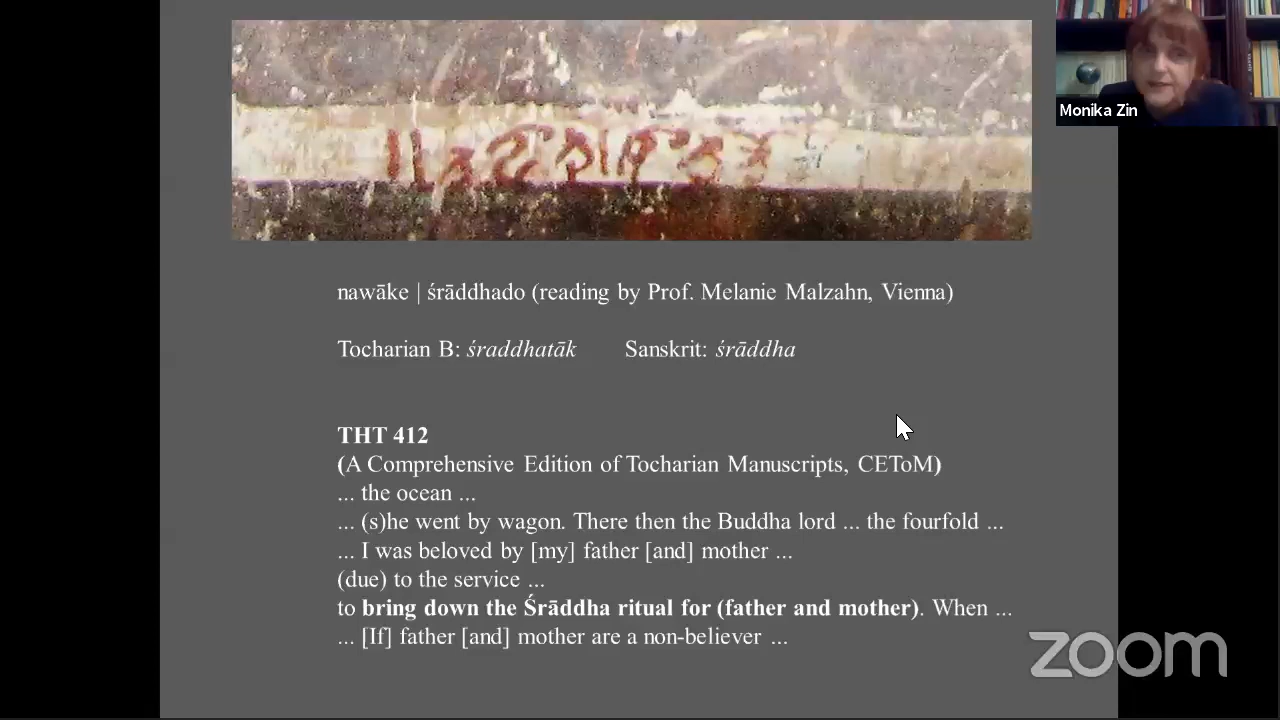 Monika Zin
nawāke | śrāddhado (reading by Prof. Melanie Malzahn, Vienna)
Tocharian B: śraddhatāk Sanskrit: śrāddha
THT 412
(A Comprehensive Edition of Tocharian Manuscripts, CEToM)
... the ocean ...
... (s)he went by wagon. There then the Buddha lord ... the fourfold ...
... I was beloved by [my] father [and] mother ...
(due) to the service ...
to bring down the Śrāddha ritual for (father and mother). When ...
... [If] father [and] mother are a non-believer ...
zoom